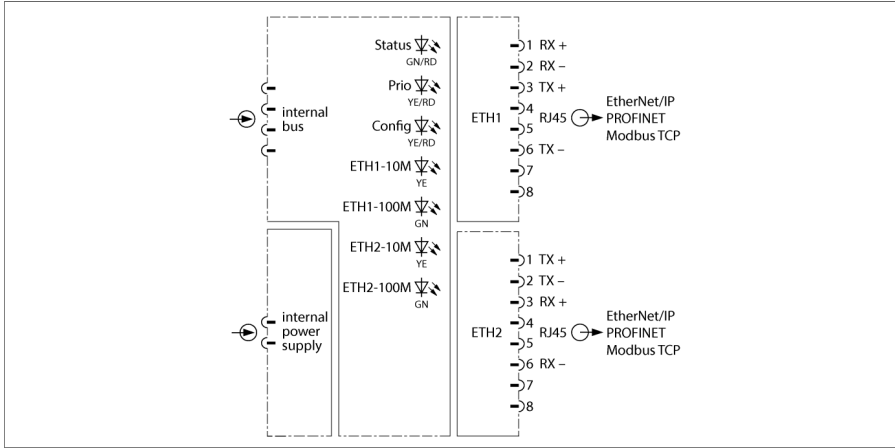 Status
GN/RD
Prio
YE/RD
Config
YE/RD
ETH1-10M
YE
ETH1-100M
GN
ETH2-10M
YE
ETH2-100M
GN
internal
bus
internal
power
supply
ETH1
1 RX +
2 RX –
3 TX +
4
RJ45
5
6 TX –
7
8
EtherNet/IP
PROFINET
Modbus TCP
ETH2
1 TX +
2 TX –
3 RX +
4
RJ45
5
6 RX –
7
8
EtherNet/IP
PROFINET
Modbus TCP